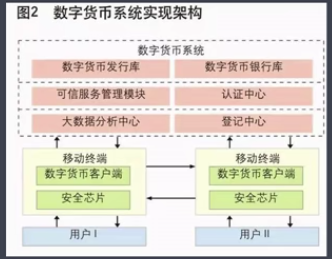 图2 数字货币系统实现架构
数字货币系统
数字货币发行库 数字货币银行库
可信服务管理模块 认证中心
大数据分析中心 登记中心
移动终端 移动终端
数字货币客户端 数字货币客户端
安全芯片 安全芯片
用户 I 用户 II